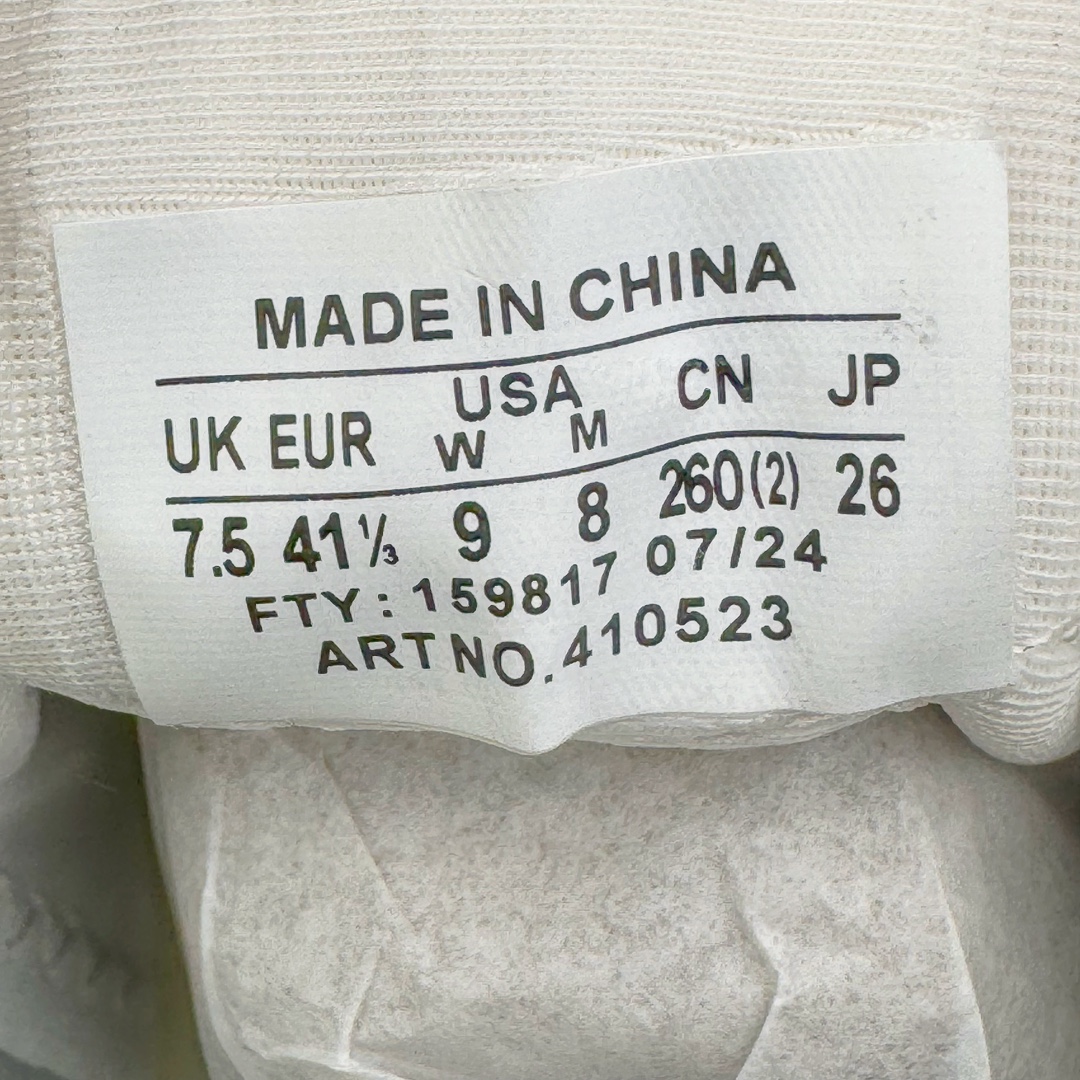 MADE IN CHINA
UK EUR USA CN JP
W M
7.5 41⅓ 9 8 260(2) 26
FTY: 159817 07/24
ART NO. 410523